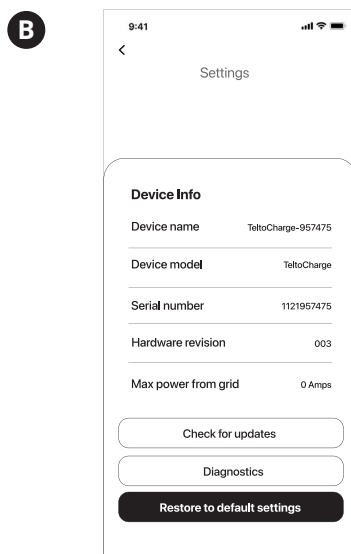 B
9:41
Settings
Device Info
Device name TeltoCharge-957475
Device model TeltoCharge
Serial number 1121957475
Hardware revision 003
Max power from grid 0 Amps
Check for updates
Diagnostics
Restore to default settings